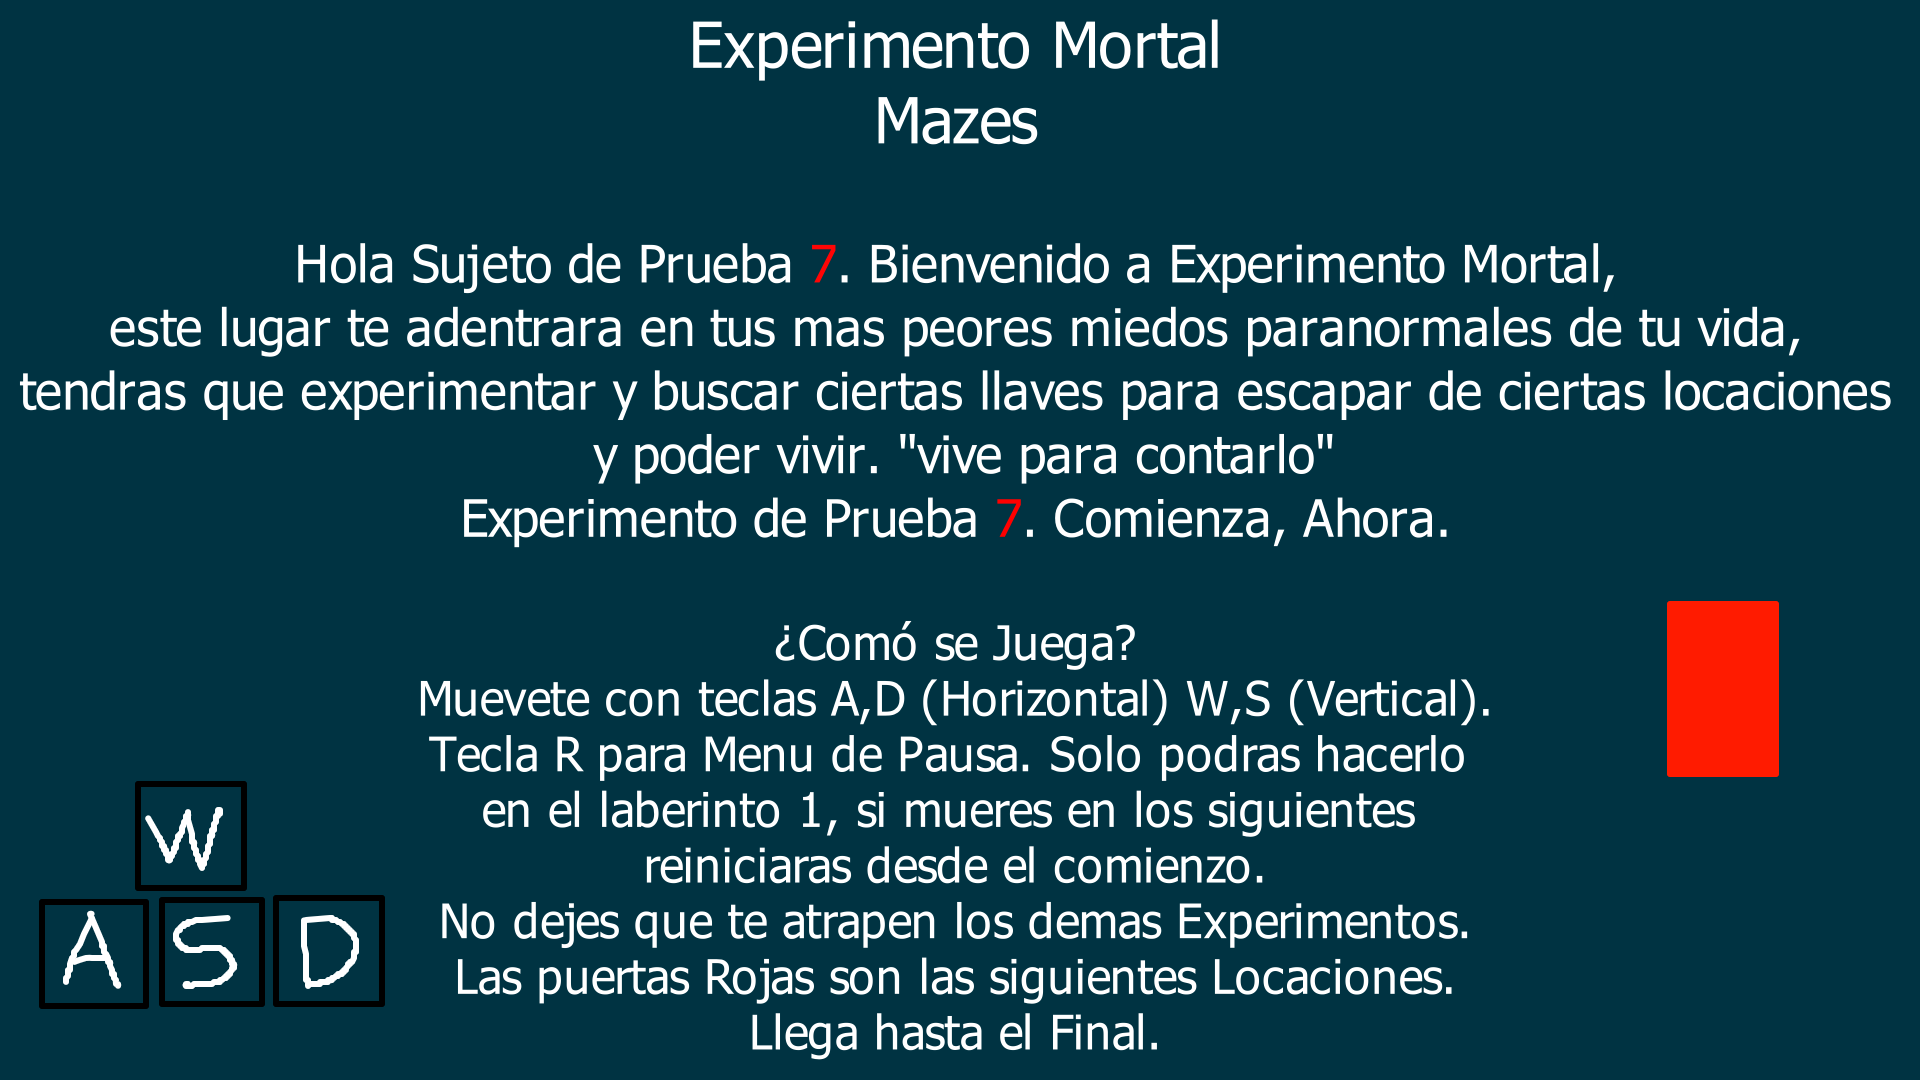 Experimento Mortal
Mazes
Hola Sujeto de Prueba 7. Bienvenido a Experimento Mortal,
este lugar te adentrara en tus mas peores miedos paranormales de tu vida,
tendras que experimentar y buscar ciertas llaves para escapar de ciertas locaciones
y poder vivir. "vive para contarlo"
Experimento de Prueba 7. Comienza, Ahora.
¿Comó se Juega?
Muevete con teclas A,D (Horizontal) W,S (Vertical).
Tecla R para Menu de Pausa. Solo podras hacerlo
en el laberinto 1, si mueres en los siguientes
reiniciaras desde el comienzo.
No dejes que te atrapen los demas Experimentos.
Las puertas Rojas son las siguientes Locaciones.
Llega hasta el Final.
W
A S D